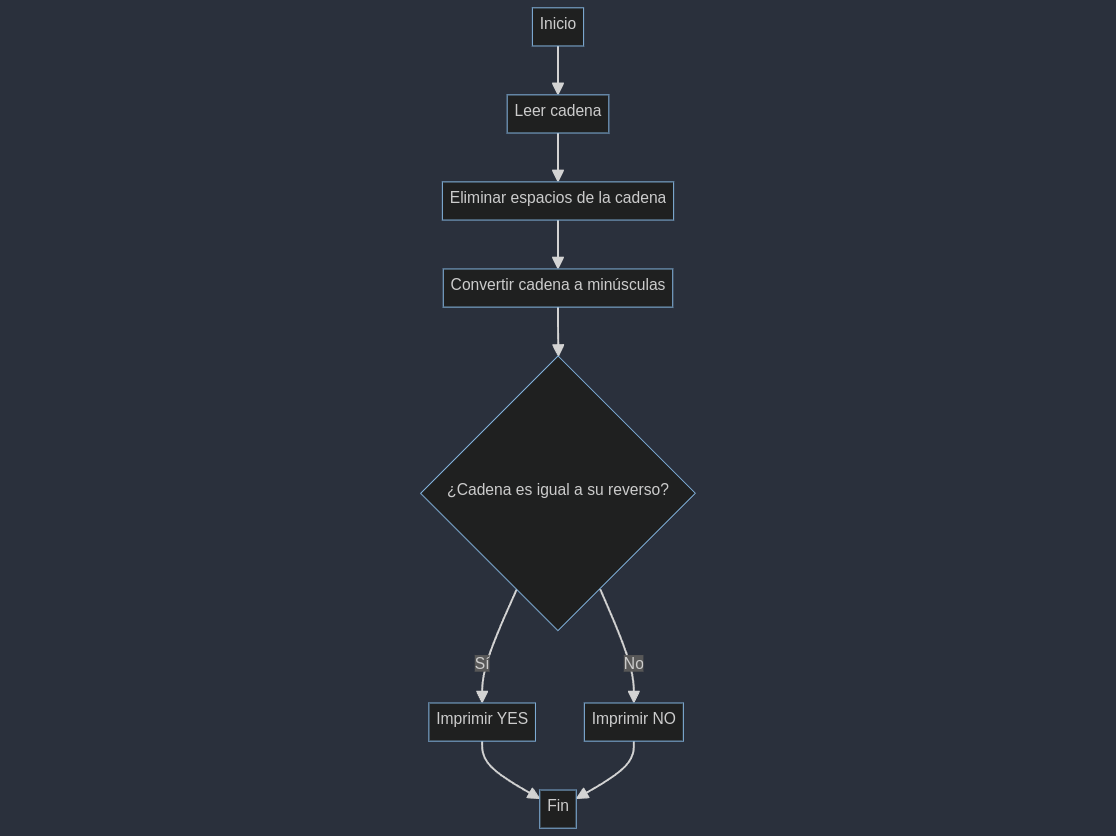 Inicio
Leer cadena
Eliminar espacios de la cadena
Convertir cadena a minúsculas
¿Cadena es igual a su reverso?
Sí
No
Imprimir YES
Imprimir NO
Fin